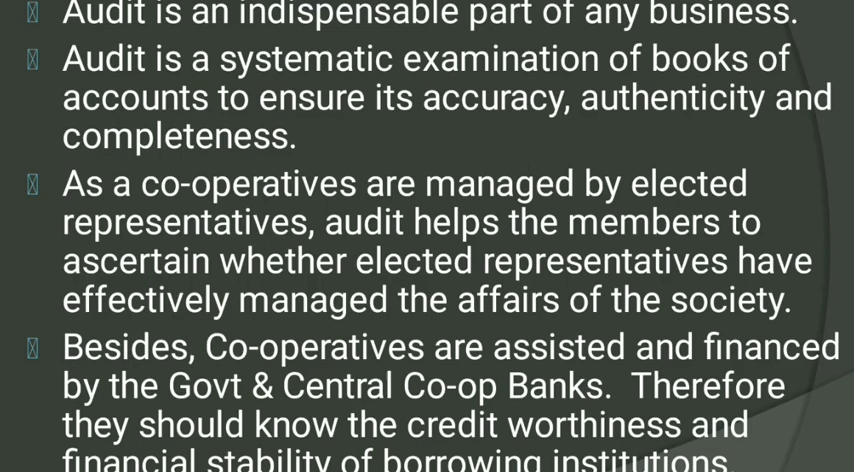 Audit is an indispensable part of any business.
Audit is a systematic examination of books of
accounts to ensure its accuracy, authenticity and
completeness.
As a co-operatives are managed by elected
representatives, audit helps the members to
ascertain whether elected representatives have
effectively managed the affairs of the society.
Besides, Co-operatives are assisted and financed
by the Govt & Central Co-op Banks.  Therefore
they should know the credit worthiness and
financial stability of borrowing institutions